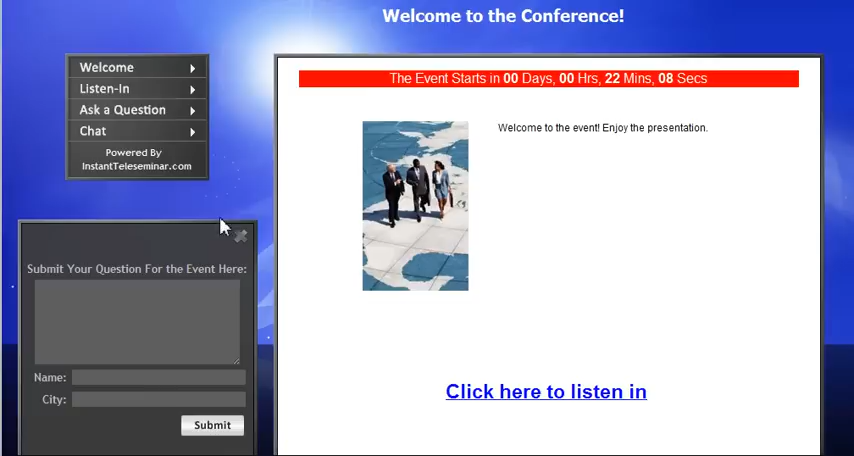 Welcome to the Conference!
Welcome
Listen-In
Ask a Question
Chat
Powered By
InstantTeleseminar.com
The Event Starts in 00 Days, 00 Hrs, 22 Mins, 08 Secs
Welcome to the event! Enjoy the presentation.
Submit Your Question For the Event Here:
Name:
City:
Submit
Click here to listen in